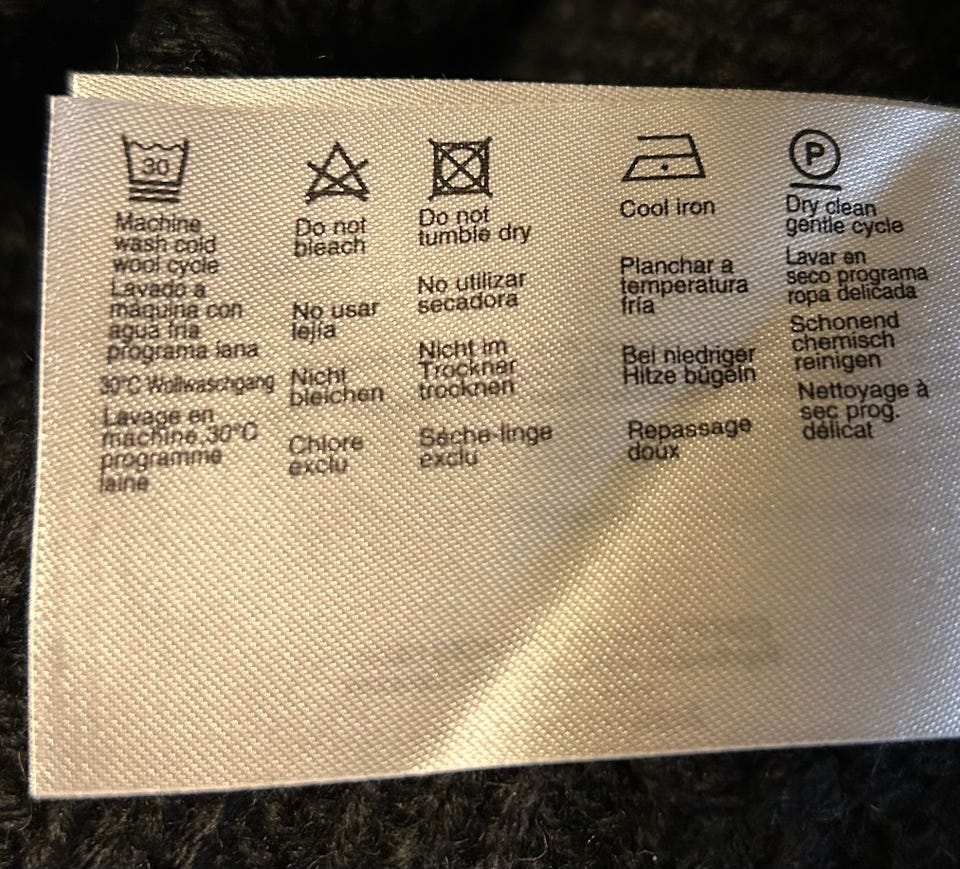 30
Machine
wash cold
wool cycle
Lavado a
máquina con
agua fría
programa lana
30°C Wollwaschgang
Lavage en
machine,30°C
programme
laine
Do not
bleach
No usar
lejía
Nicht
bleichen
Chlore
exclu
Do not
tumble dry
No utilizar
secadora
Nicht im
Trockner
trocknen
Sèche-linge
exclu
Cool iron
Planchar a
temperatura
fría
Bei niedriger
Hitze bügeln
Repassage
doux
P
Dry clean
gentle cycle
Lavar en
seco programa
ropa delicada
Schonend
chemisch
reinigen
Nettoyage à
sec prog.
délicat